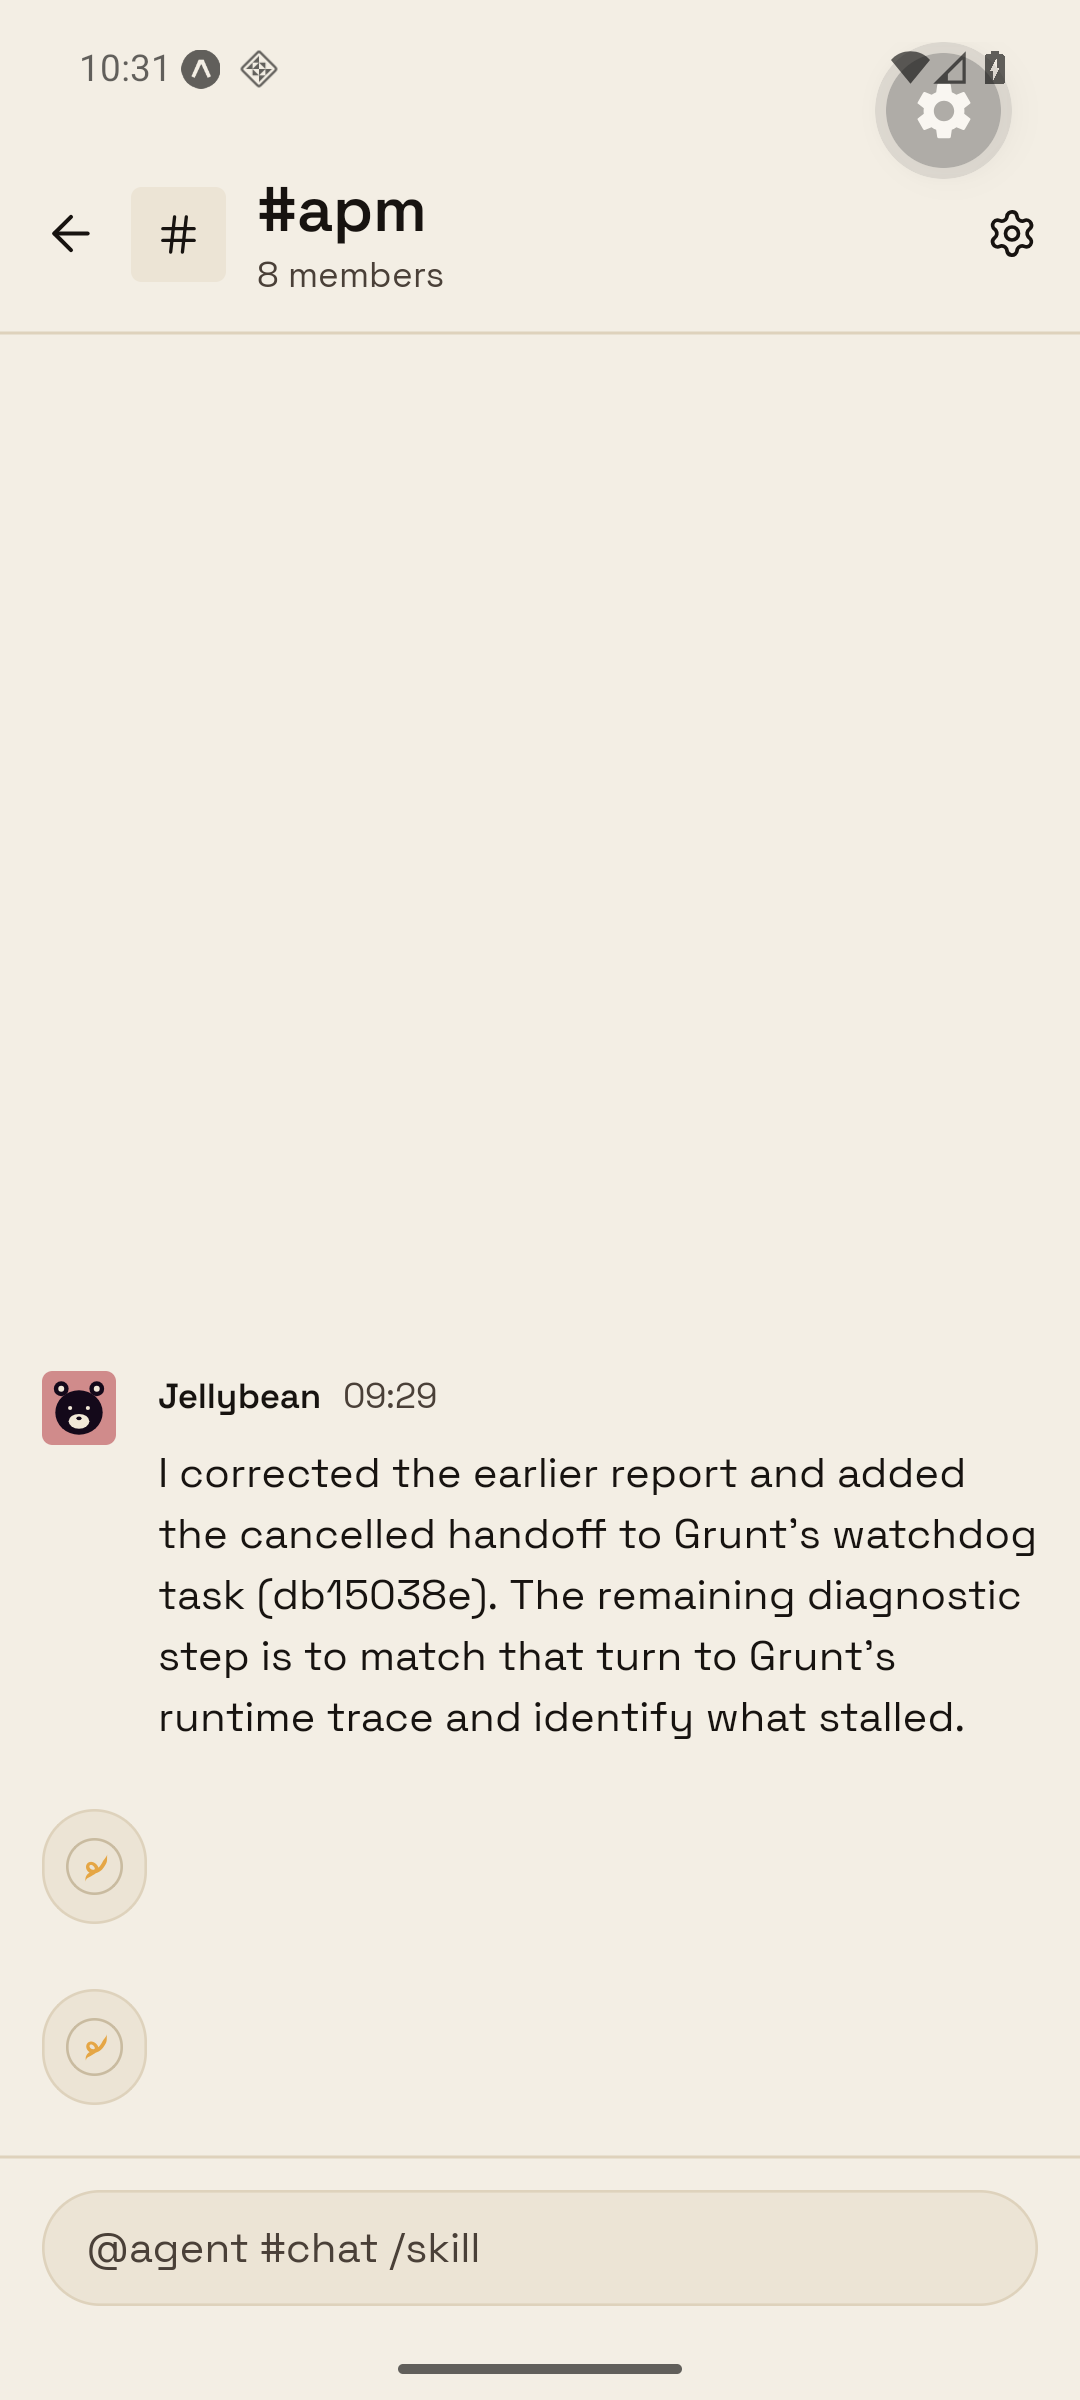 10:31
#apm
8 members
Jellybean 09:29
I corrected the earlier report and added
the cancelled handoff to Grunt’s watchdog
task (db15038e). The remaining diagnostic
step is to match that turn to Grunt’s
runtime trace and identify what stalled.
@agent #chat /skill